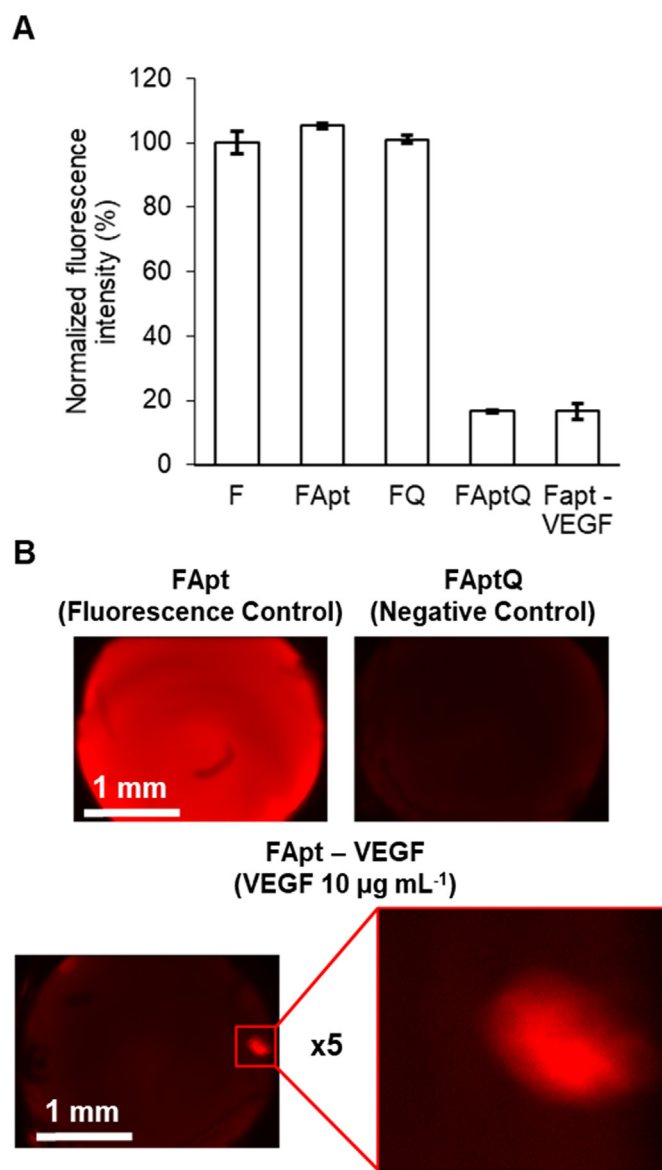 A
Normalized fluorescence
intensity (%)
120
100
80
60
40
20
0
F
FApt
FQ
FAptQ
Fapt -
VEGF
B
FApt
(Fluorescence Control)
FAptQ
(Negative Control)
1 mm
FApt – VEGF
(VEGF 10 µg mL⁻¹)
x5
1 mm